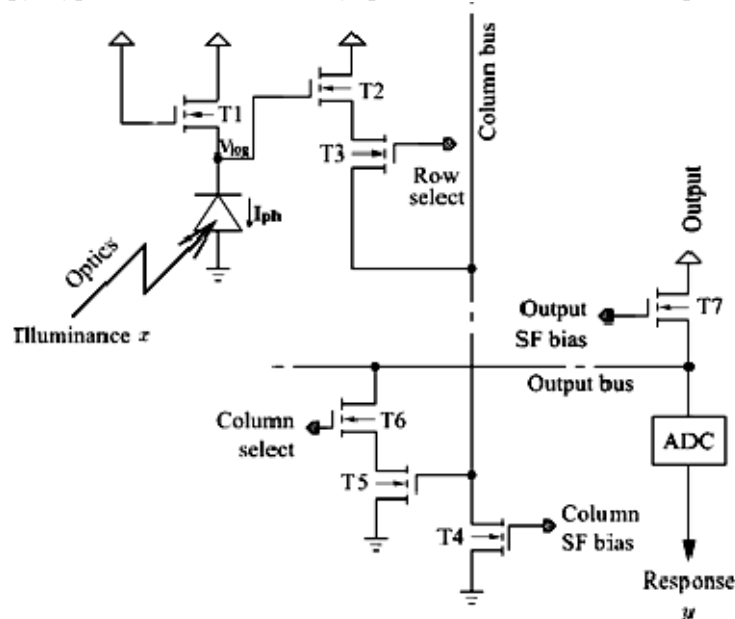 T1
T2
Vlog
T3
Row
select
Iph
Optics
Illuminance x
Column bus
Output
Output
SF bias
T7
Output bus
Column
select
T6
T5
T4
Column
SF bias
ADC
Response
y